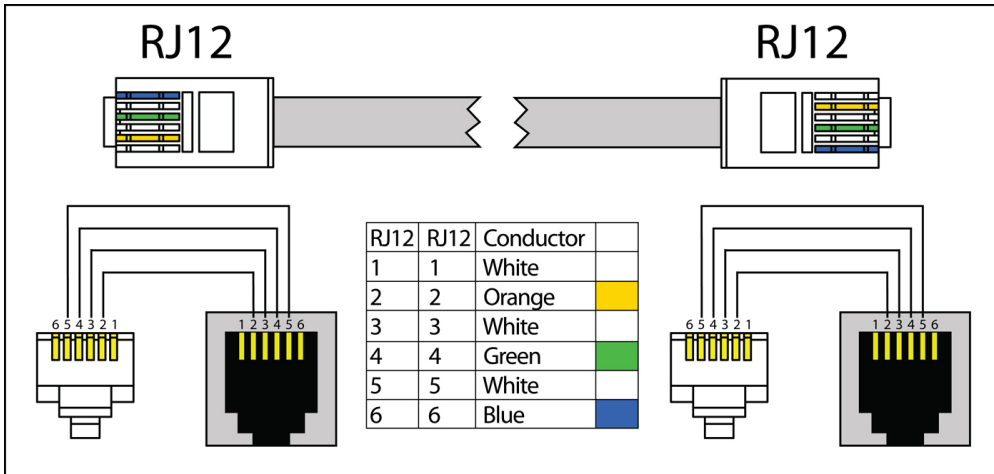 RJ12
RJ12
RJ12 RJ12 Conductor
1 1 White
2 2 Orange
3 3 White
4 4 Green
5 5 White
6 6 Blue
6 5 4 3 2 1
1 2 3 4 5 6
6 5 4 3 2 1
1 2 3 4 5 6